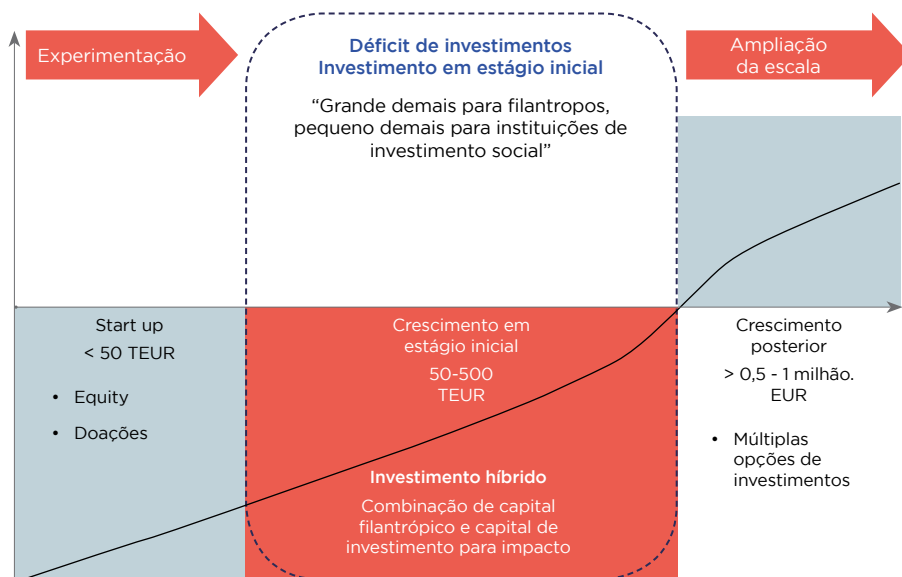 Experimentação
Déficit de investimentos
Investimento em estágio inicial
“Grande demais para filantropos,
pequeno demais para instituições de
investimento social”
Ampliação
da escala
Start up
< 50 TEUR
• Equity
• Doações
Crescimento em
estágio inicial
50-500
TEUR
Investimento híbrido
Combinação de capital
filantrópico e capital de
investimento para impacto
Crescimento
posterior
> 0,5 - 1 milhão.
EUR
• Múltiplas
opções de
investimentos